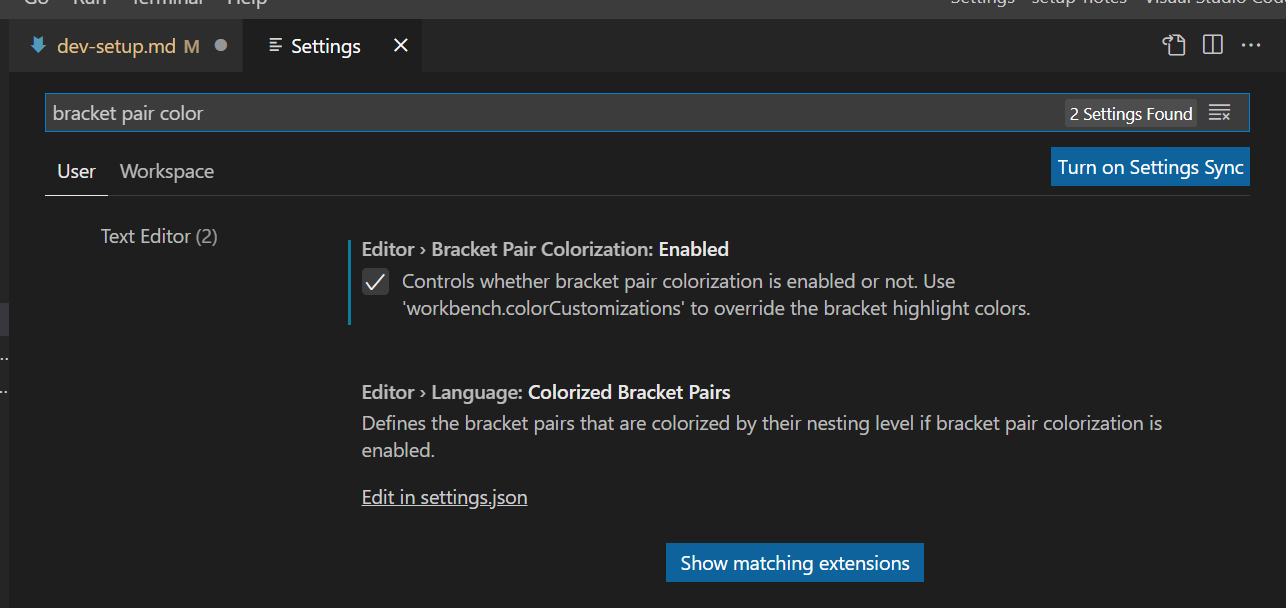 Go Run Terminal Help
Settings - setup-notes - Visual Studio Code
dev-setup.md M
Settings
bracket pair color
2 Settings Found
User
Workspace
Turn on Settings Sync
Text Editor (2)
Editor › Bracket Pair Colorization: Enabled
Controls whether bracket pair colorization is enabled or not. Use
'workbench.colorCustomizations' to override the bracket highlight colors.
Editor › Language: Colorized Bracket Pairs
Defines the bracket pairs that are colorized by their nesting level if bracket pair colorization is
enabled.
Edit in settings.json
Show matching extensions